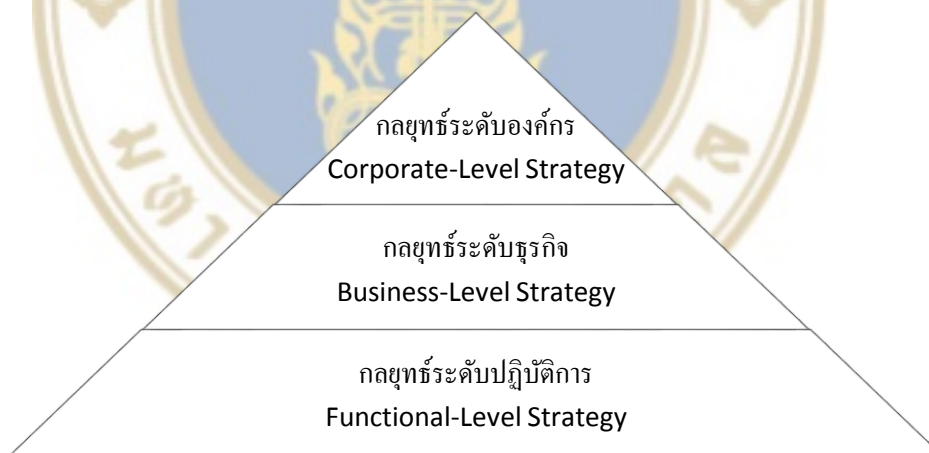 กลยุทธ์ระดับองค์กร
Corporate-Level Strategy
กลยุทธ์ระดับธุรกิจ
Business-Level Strategy
กลยุทธ์ระดับปฏิบัติการ
Functional-Level Strategy